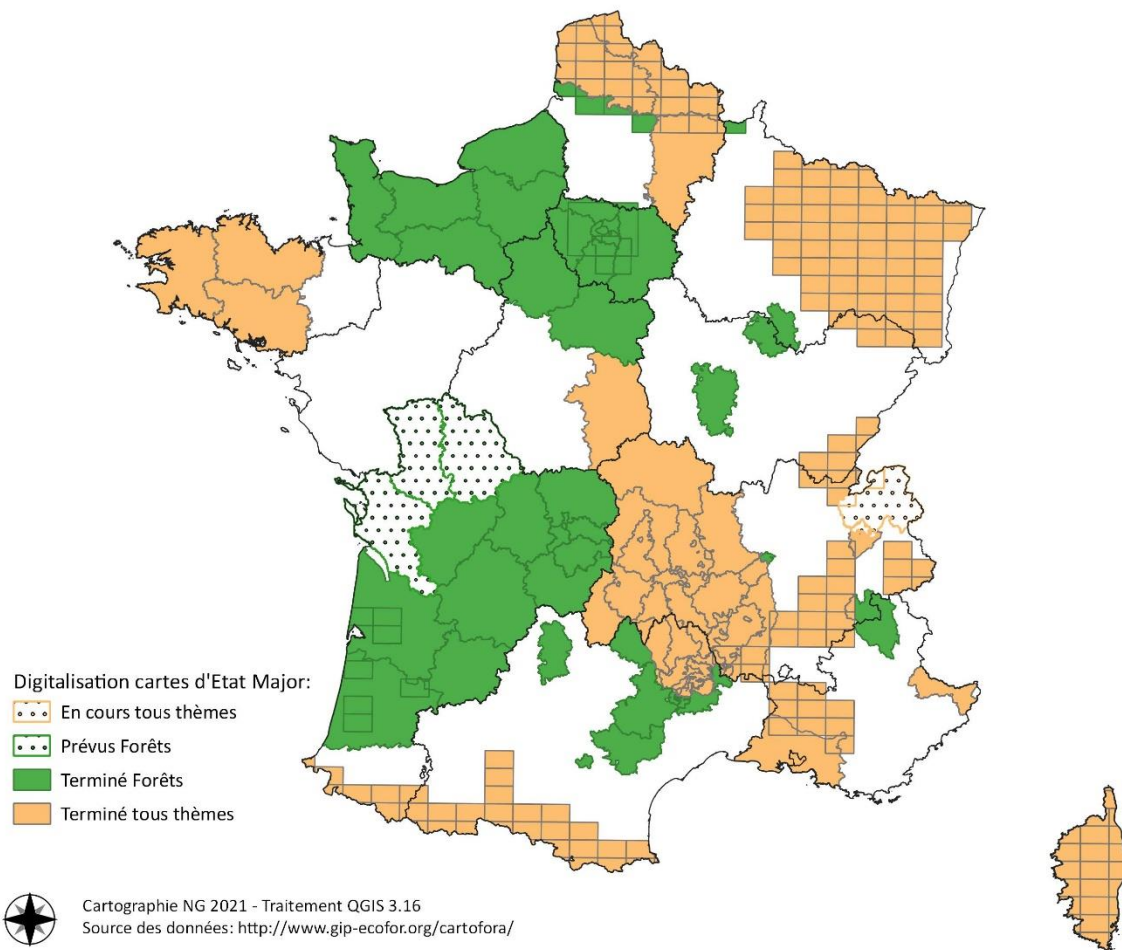 Digitalisation cartes d'Etat Major:
En cours tous thèmes
Prévus Forêts
Terminé Forêts
Terminé tous thèmes
Cartographie NG 2021 - Traitement QGIS 3.16
Source des données: http://www.gip-ecofor.org/cartofora/